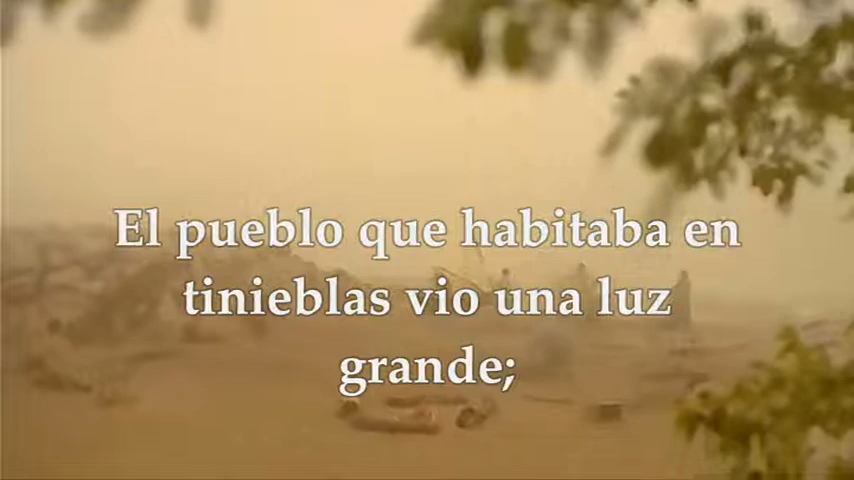 El pueblo que habitaba en
tinieblas vio una luz
grande;